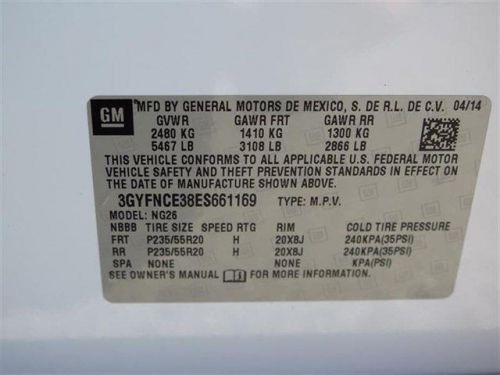 GM MFD BY GENERAL MOTORS DE MEXICO, S. DE R.L. DE C.V. 04/14
GVWR GAWR FRT GAWR RR
2480 KG 1410 KG 1300 KG
5467 LB 3108 LB 2866 LB
THIS VEHICLE CONFORMS TO ALL APPLICABLE U.S. FEDERAL MOTOR
VEHICLE SAFETY AND THEFT PREVENTION STANDARDS IN EFFECT
ON THE DATE OF MANUFACTURE SHOWN ABOVE.
3GYFNCE38ES661169 TYPE: M.P.V.
MODEL: NG26
NBBB TIRE SIZE SPEED RTG RIM COLD TIRE PRESSURE
FRT P235/55R20 H 20X8J 240KPA(35PSI)
RR P235/55R20 H 20X8J 240KPA(35PSI)
SPA NONE NONE KPA(PSI)
SEE OWNER'S MANUAL FOR MORE INFORMATION.